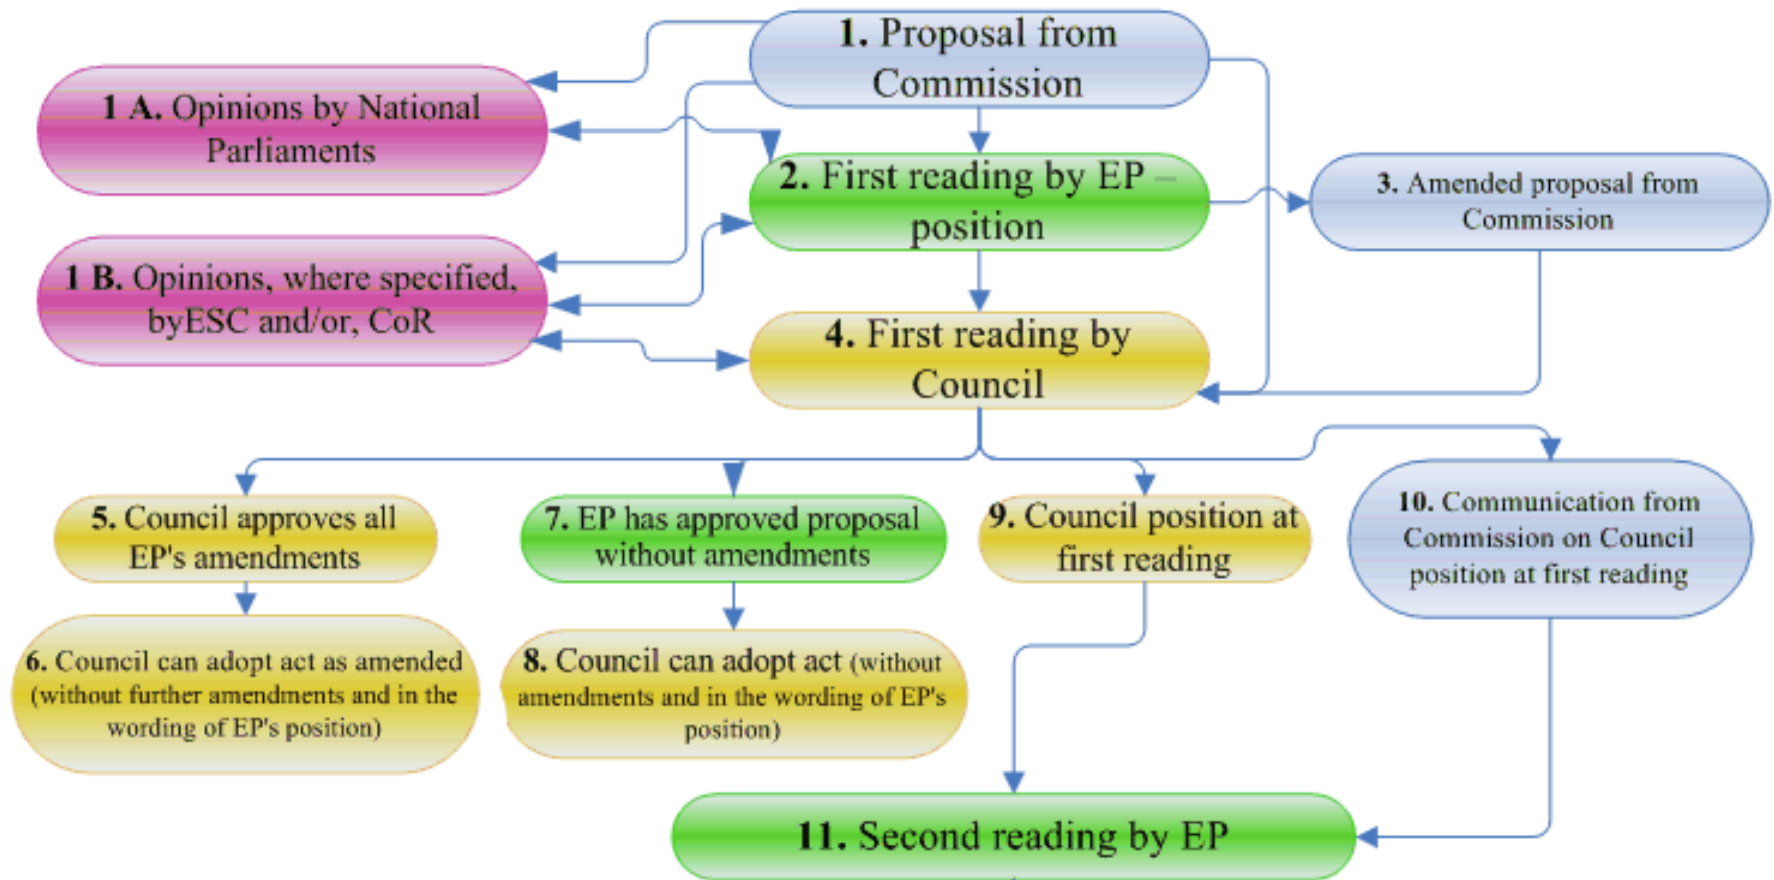 1. Proposal from
Commission
1 A. Opinions by National
Parliaments
2. First reading by EP –
position
3. Amended proposal from
Commission
1 B. Opinions, where specified,
byESC and/or, CoR
4. First reading by
Council
5. Council approves all
EP's amendments
7. EP has approved proposal
without amendments
9. Council position at
first reading
10. Communication from
Commission on Council
position at first reading
6. Council can adopt act as amended
(without further amendments and in the
wording of EP's position)
8. Council can adopt act (without
amendments and in the wording of EP's
position)
11. Second reading by EP